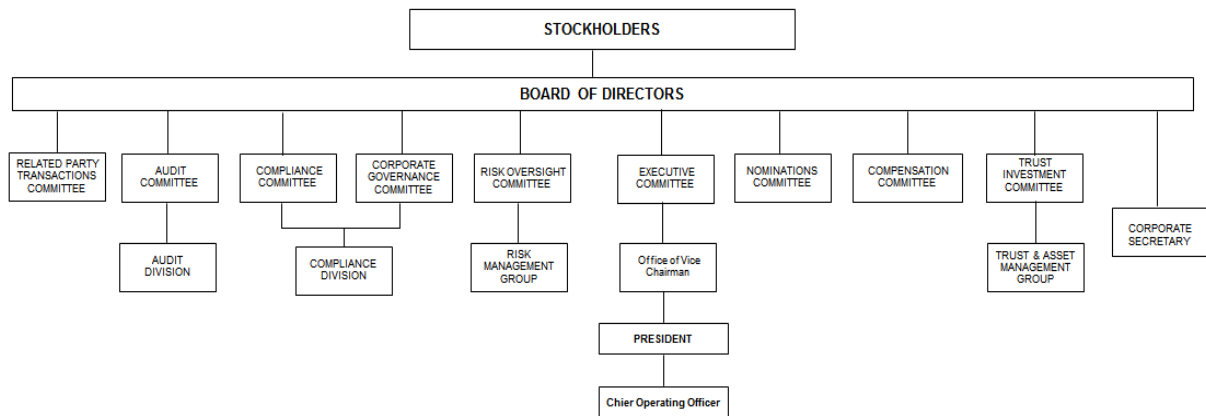 STOCKHOLDERS
BOARD OF DIRECTORS
RELATED PARTY
TRANSACTIONS
COMMITTEE
AUDIT
COMMITTEE
COMPLIANCE
COMMITTEE
CORPORATE
GOVERNANCE
COMMITTEE
RISK OVERSIGHT
COMMITTEE
EXECUTIVE
COMMITTEE
NOMINATIONS
COMMITTEE
COMPENSATION
COMMITTEE
TRUST
INVESTMENT
COMMITTEE
CORPORATE
SECRETARY
AUDIT
DIVISION
COMPLIANCE DIVISION
RISK
MANAGEMENT
GROUP
Office of Vice
Chairman
TRUST & ASSET
MANAGEMENT
GROUP
PRESIDENT
Chier Operating Officer